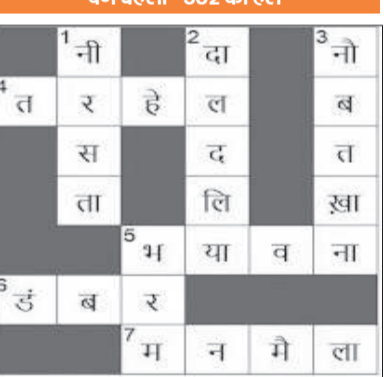 1 नी 2 दा 3 नौ
4 त र हे ल ब
स द त
ता लि ख़ा
5 भ या व ना
6 डं ब र
7 म न मै ला